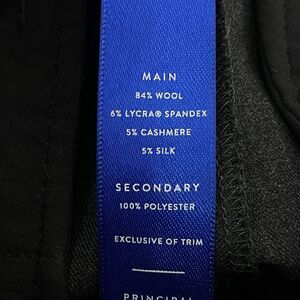 MAIN
84% WOOL
6% LYCRA® SPANDEX
5% CASHMERE
5% SILK
SECONDARY
100% POLYESTER
EXCLUSIVE OF TRIM
PRINCIPAL